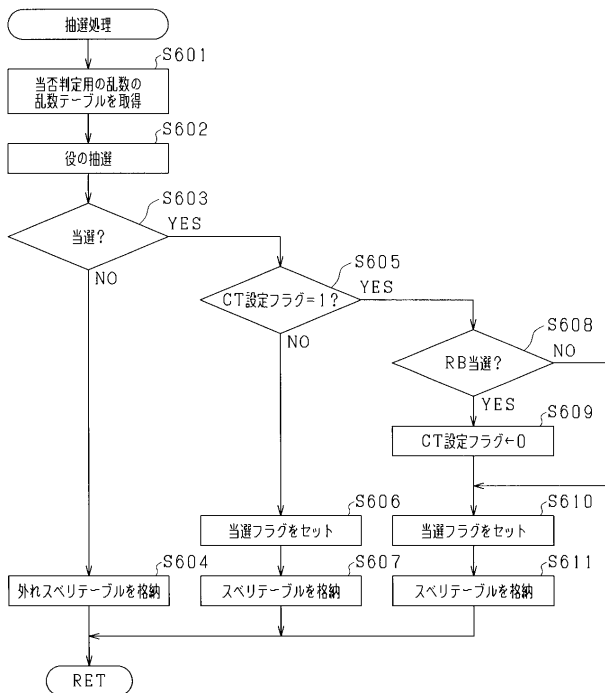 抽選処理
S601
当否判定用の乱数の
乱数テーブルを取得
S602
役の抽選
S603
当選?
YES
NO
S605
CT設定フラグ=1?
YES
NO
S608
RB当選?
NO
YES
S609
CT設定フラグ←0
S606
当選フラグをセット
S610
当選フラグをセット
S604
外れスベリテーブルを格納
S607
スベリテーブルを格納
S611
スベリテーブルを格納
RET